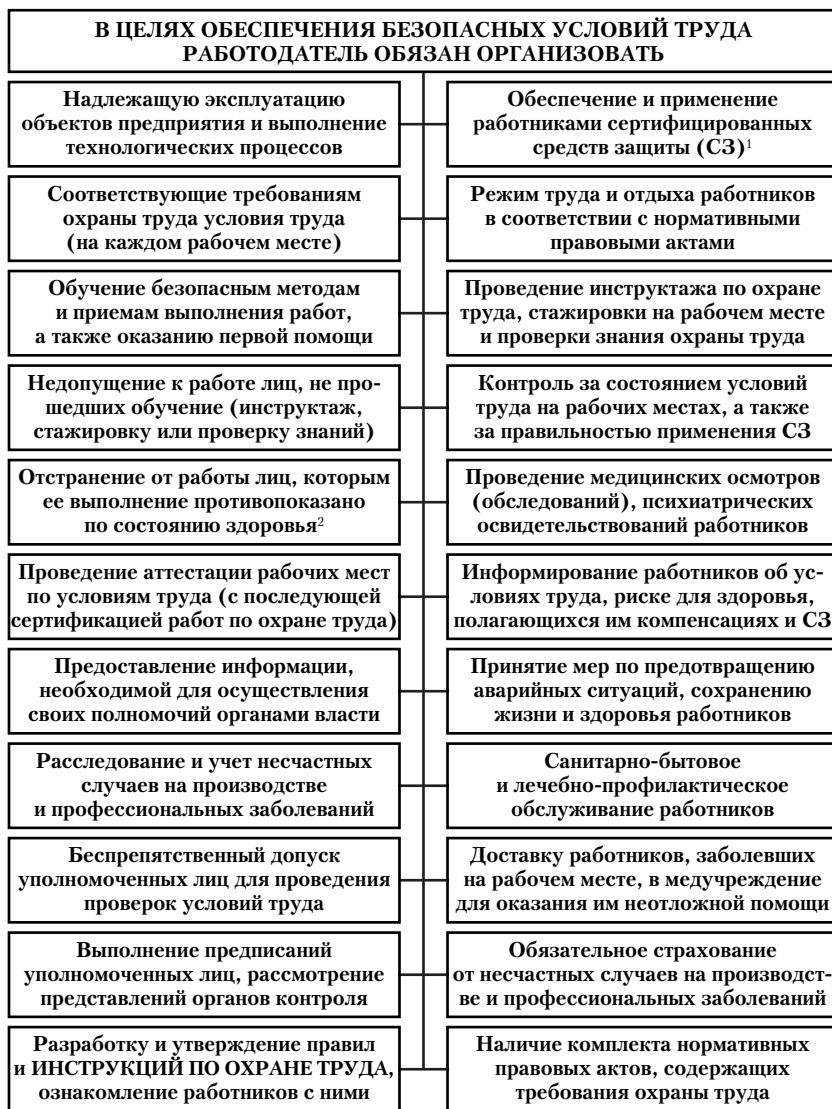 В ЦЕЛЯХ ОБЕСПЕЧЕНИЯ БЕЗОПАСНЫХ УСЛОВИЙ ТРУДА
РАБОТОДАТЕЛЬ ОБЯЗАН ОРГАНИЗОВАТЬ
Надлежащую эксплуатацию
объектов предприятия и выполнение
технологических процессов
Обеспечение и применение
работниками сертифицированных
средств защиты (СЗ)¹
Соответствующие требованиям
охраны труда условия труда
(на каждом рабочем месте)
Режим труда и отдыха работников
в соответствии с нормативными
правовыми актами
Обучение безопасным методам
и приемам выполнения работ,
а также оказанию первой помощи
Проведение инструктажа по охране
труда, стажировки на рабочем месте
и проверки знания охраны труда
Недопущение к работе лиц, не про-
шедших обучение (инструктаж,
стажировку или проверку знаний)
Контроль за состоянием условий
труда на рабочих местах, а также
за правильностью применения СЗ
Отстранение от работы лиц, которым
ее выполнение противопоказано
по состоянию здоровья²
Проведение медицинских осмотров
(обследований), психиатрических
освидетельствований работников
Проведение аттестации рабочих мест
по условиям труда (с последующей
сертификацией работ по охране труда)
Информирование работников об ус-
ловиях труда, риске для здоровья,
полагающихся им компенсациях и СЗ
Предоставление информации,
необходимой для осуществления
своих полномочий органами власти
Принятие мер по предотвращению
аварийных ситуаций, сохранению
жизни и здоровья работников
Расследование и учет несчастных
случаев на производстве
и профессиональных заболеваний
Санитарно-бытовое
и лечебно-профилактическое
обслуживание работников
Беспрепятственный допуск
уполномоченных лиц для проведения
проверок условий труда
Доставку работников, заболевших
на рабочем месте, в медучреждение
для оказания им неотложной помощи
Выполнение предписаний
уполномоченных лиц, рассмотрение
представлений органов контроля
Обязательное страхование
от несчастных случаев на производст-
ве и профессиональных заболеваний
Разработку и утверждение правил
и ИНСТРУКЦИЙ ПО ОХРАНЕ ТРУДА,
ознакомление работников с ними
Наличие комплекта нормативных
правовых актов, содержащих
требования охраны труда